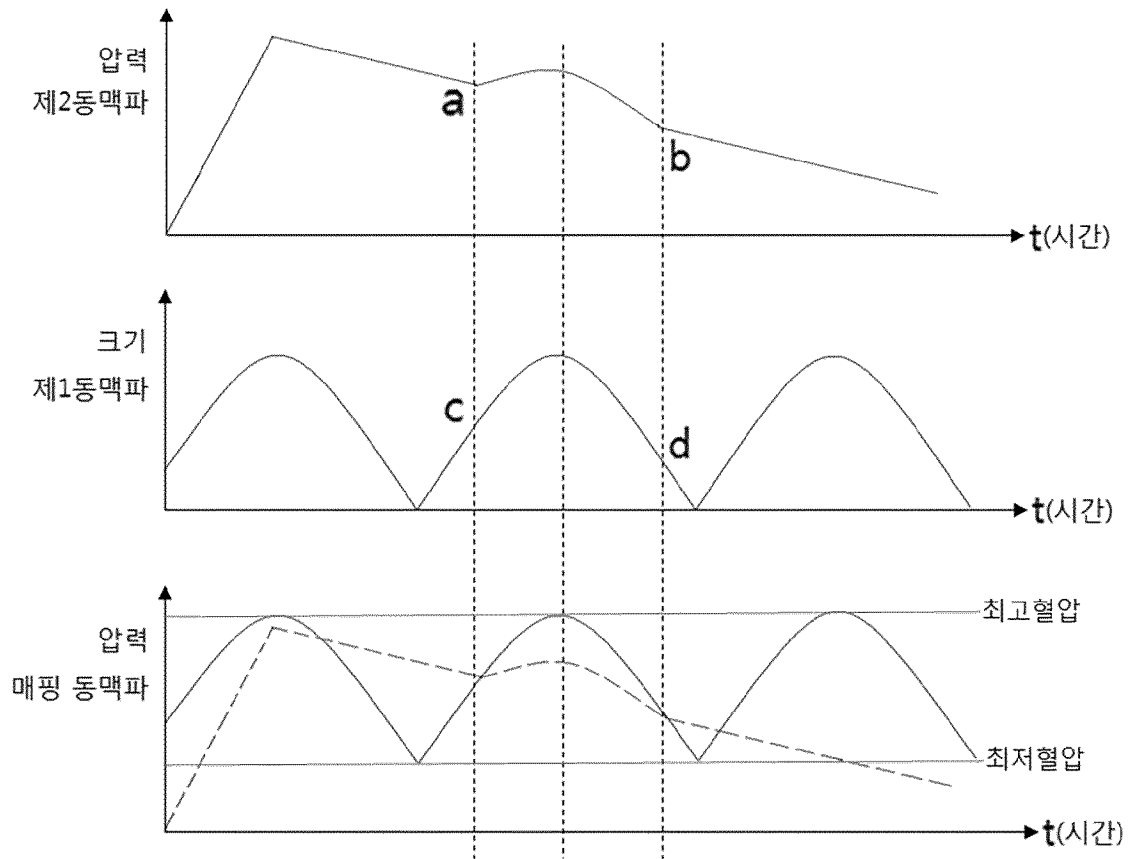 압력
제2동맥파
a
b
t(시간)
크기
제1동맥파
c
d
t(시간)
최고혈압
압력
매핑 동맥파
최저혈압
t(시간)